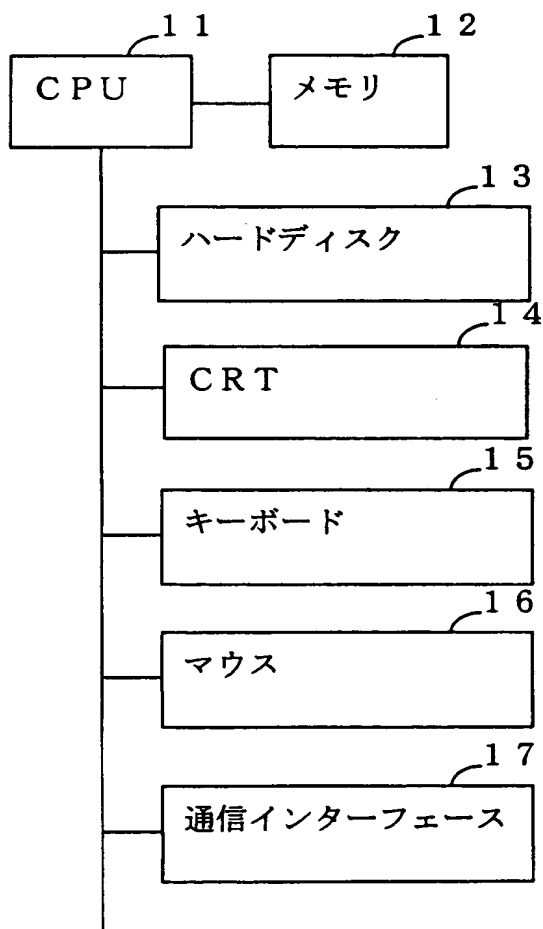 １１
ＣＰＵ
１２
メモリ
１３
ハードディスク
１４
ＣＲＴ
１５
キーボード
１６
マウス
１７
通信インターフェース